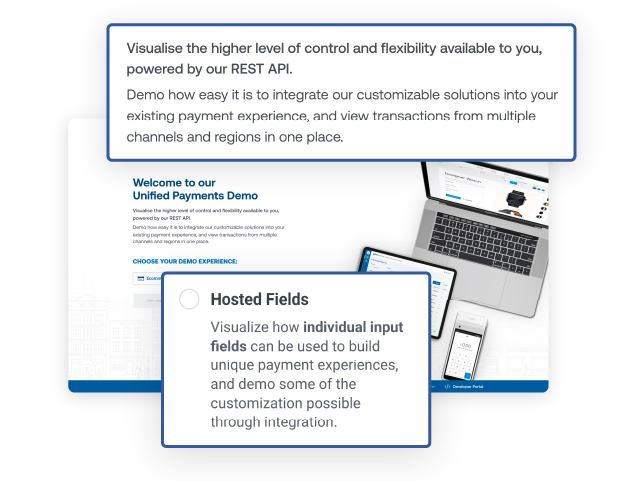 Visualise the higher level of control and flexibility available to you,
powered by our REST API.
Demo how easy it is to integrate our customizable solutions into your
existing payment experience, and view transactions from multiple
channels and regions in one place.
Welcome to our
Unified Payments Demo
Visualise the higher level of control and flexibility available to you,
powered by our REST API.
Demo how easy it is to integrate our customizable solutions into your
existing payment experience, and view transactions from multiple
channels and regions in one place.
CHOOSE YOUR DEMO EXPERIENCE:
Hosted Fields
Visualize how individual input
fields can be used to build
unique payment experiences,
and demo some of the
customization possible
through integration.
Developer Portal